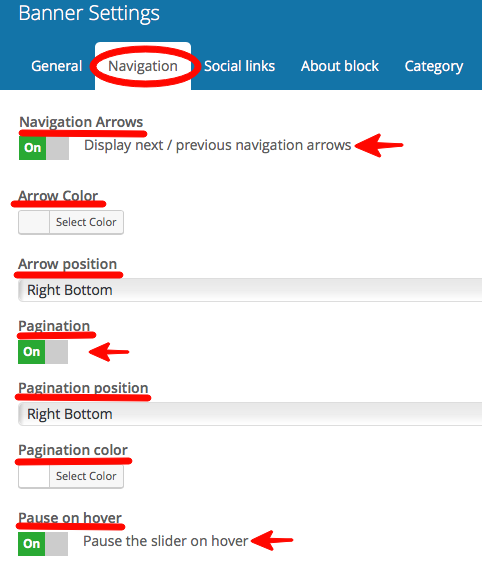 Banner Settings
General Navigation Social links About block Category
Navigation Arrows
On Display next / previous navigation arrows
Arrow Color
Select Color
Arrow position
Right Bottom
Pagination
On
Pagination position
Right Bottom
Pagination color
Select Color
Pause on hover
On Pause the slider on hover